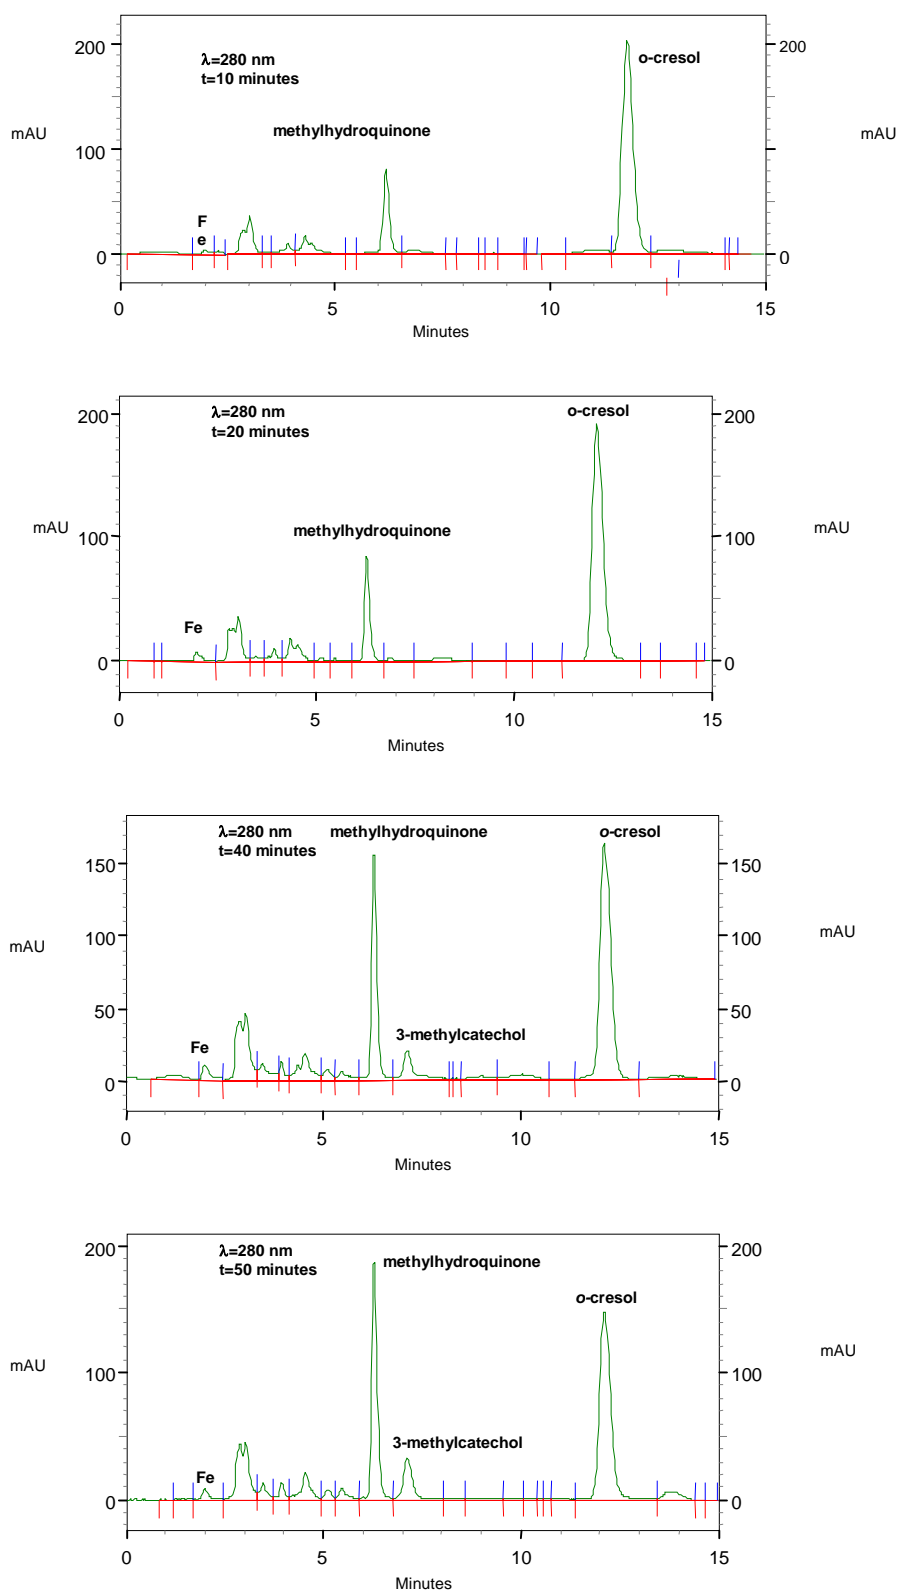 200
200
λ=280 nm
t=10 minutes
o-cresol
methylhydroquinone
mAU
mAU
100
100
F
e
0
0
0
5
10
15
Minutes
200
200
λ=280 nm
t=20 minutes
o-cresol
methylhydroquinone
mAU
mAU
100
100
Fe
0
0
0
5
10
15
Minutes
λ=280 nm
t=40 minutes
methylhydroquinone
o-cresol
150
150
mAU
mAU
100
100
50
50
3-methylcatechol
Fe
0
0
0
5
10
15
Minutes
200
200
λ=280 nm
t=50 minutes
methylhydroquinone
o-cresol
mAU
mAU
100
100
3-methylcatechol
Fe
0
0
0
5
10
15
Minutes